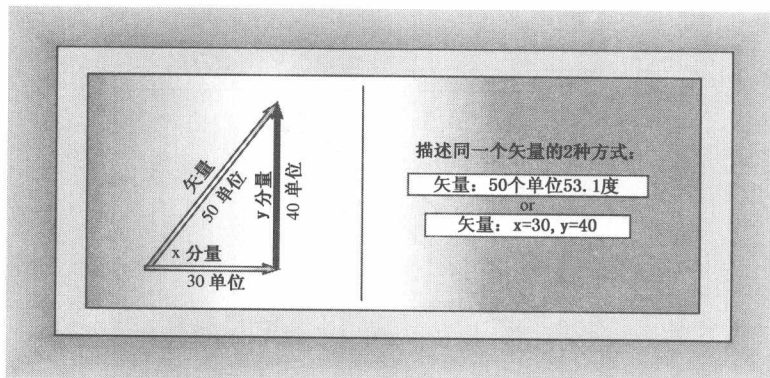 矢量
50 单位
y 分量
40 单位
x 分量
30 单位
描述同一个矢量的2种方式:
矢量: 50个单位53.1度
or
矢量: x=30, y=40